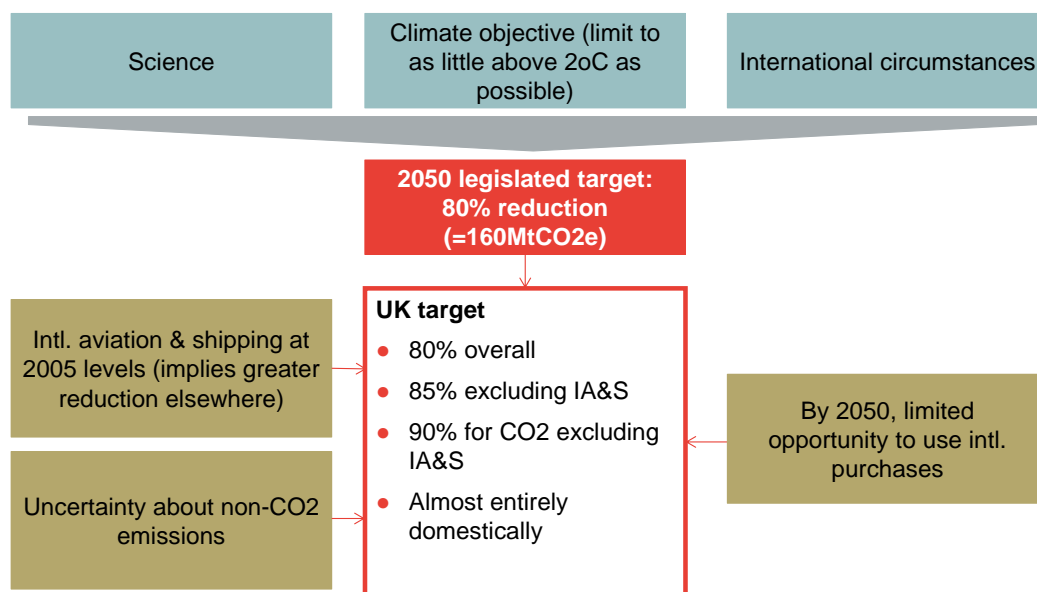 Science
Climate objective (limit to
as little above 2oC as
possible)
International circumstances
2050 legislated target:
80% reduction
(=160MtCO2e)
Intl. aviation & shipping at
2005 levels (implies greater
reduction elsewhere)
Uncertainty about non-CO2
emissions
UK target
● 80% overall
● 85% excluding IA&S
● 90% for CO2 excluding
IA&S
● Almost entirely
domestically
By 2050, limited
opportunity to use intl.
purchases